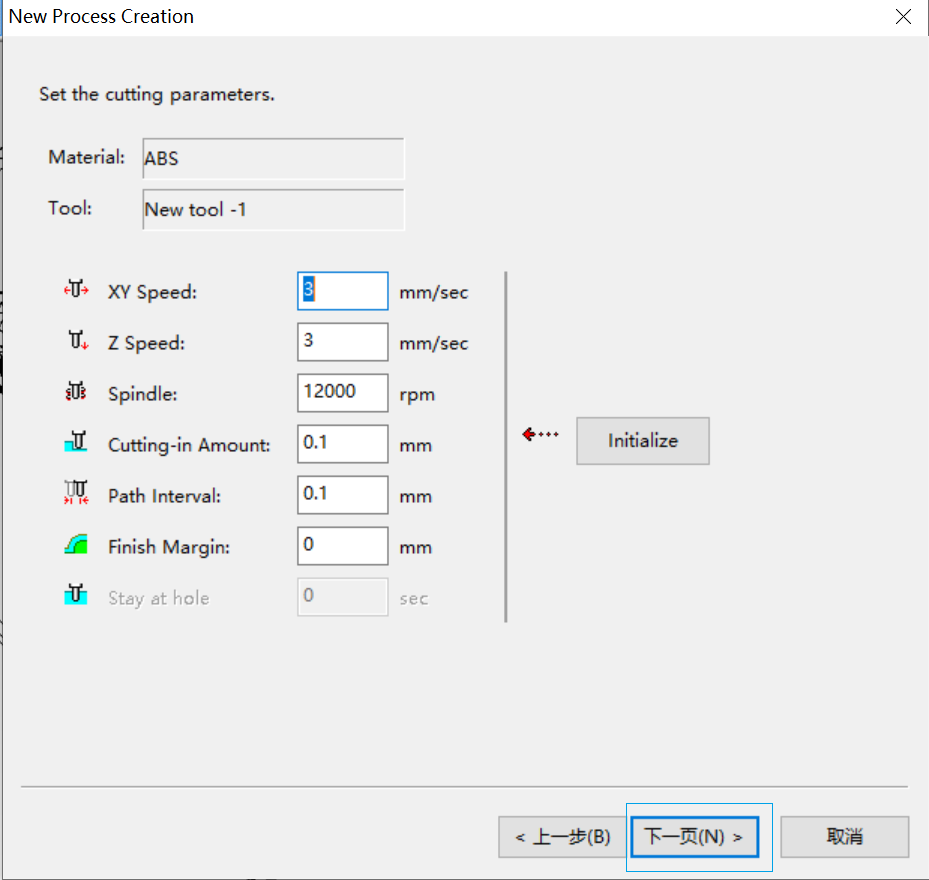 New Process Creation
Set the cutting parameters.
Material: ABS
Tool: New tool -1
XY Speed: 3 mm/sec
Z Speed: 3 mm/sec
Spindle: 12000 rpm
Cutting-in Amount: 0.1 mm
Initialize
Path Interval: 0.1 mm
Finish Margin: 0 mm
Stay at hole 0 sec
< 上一步(B) 下一页(N) > 取消